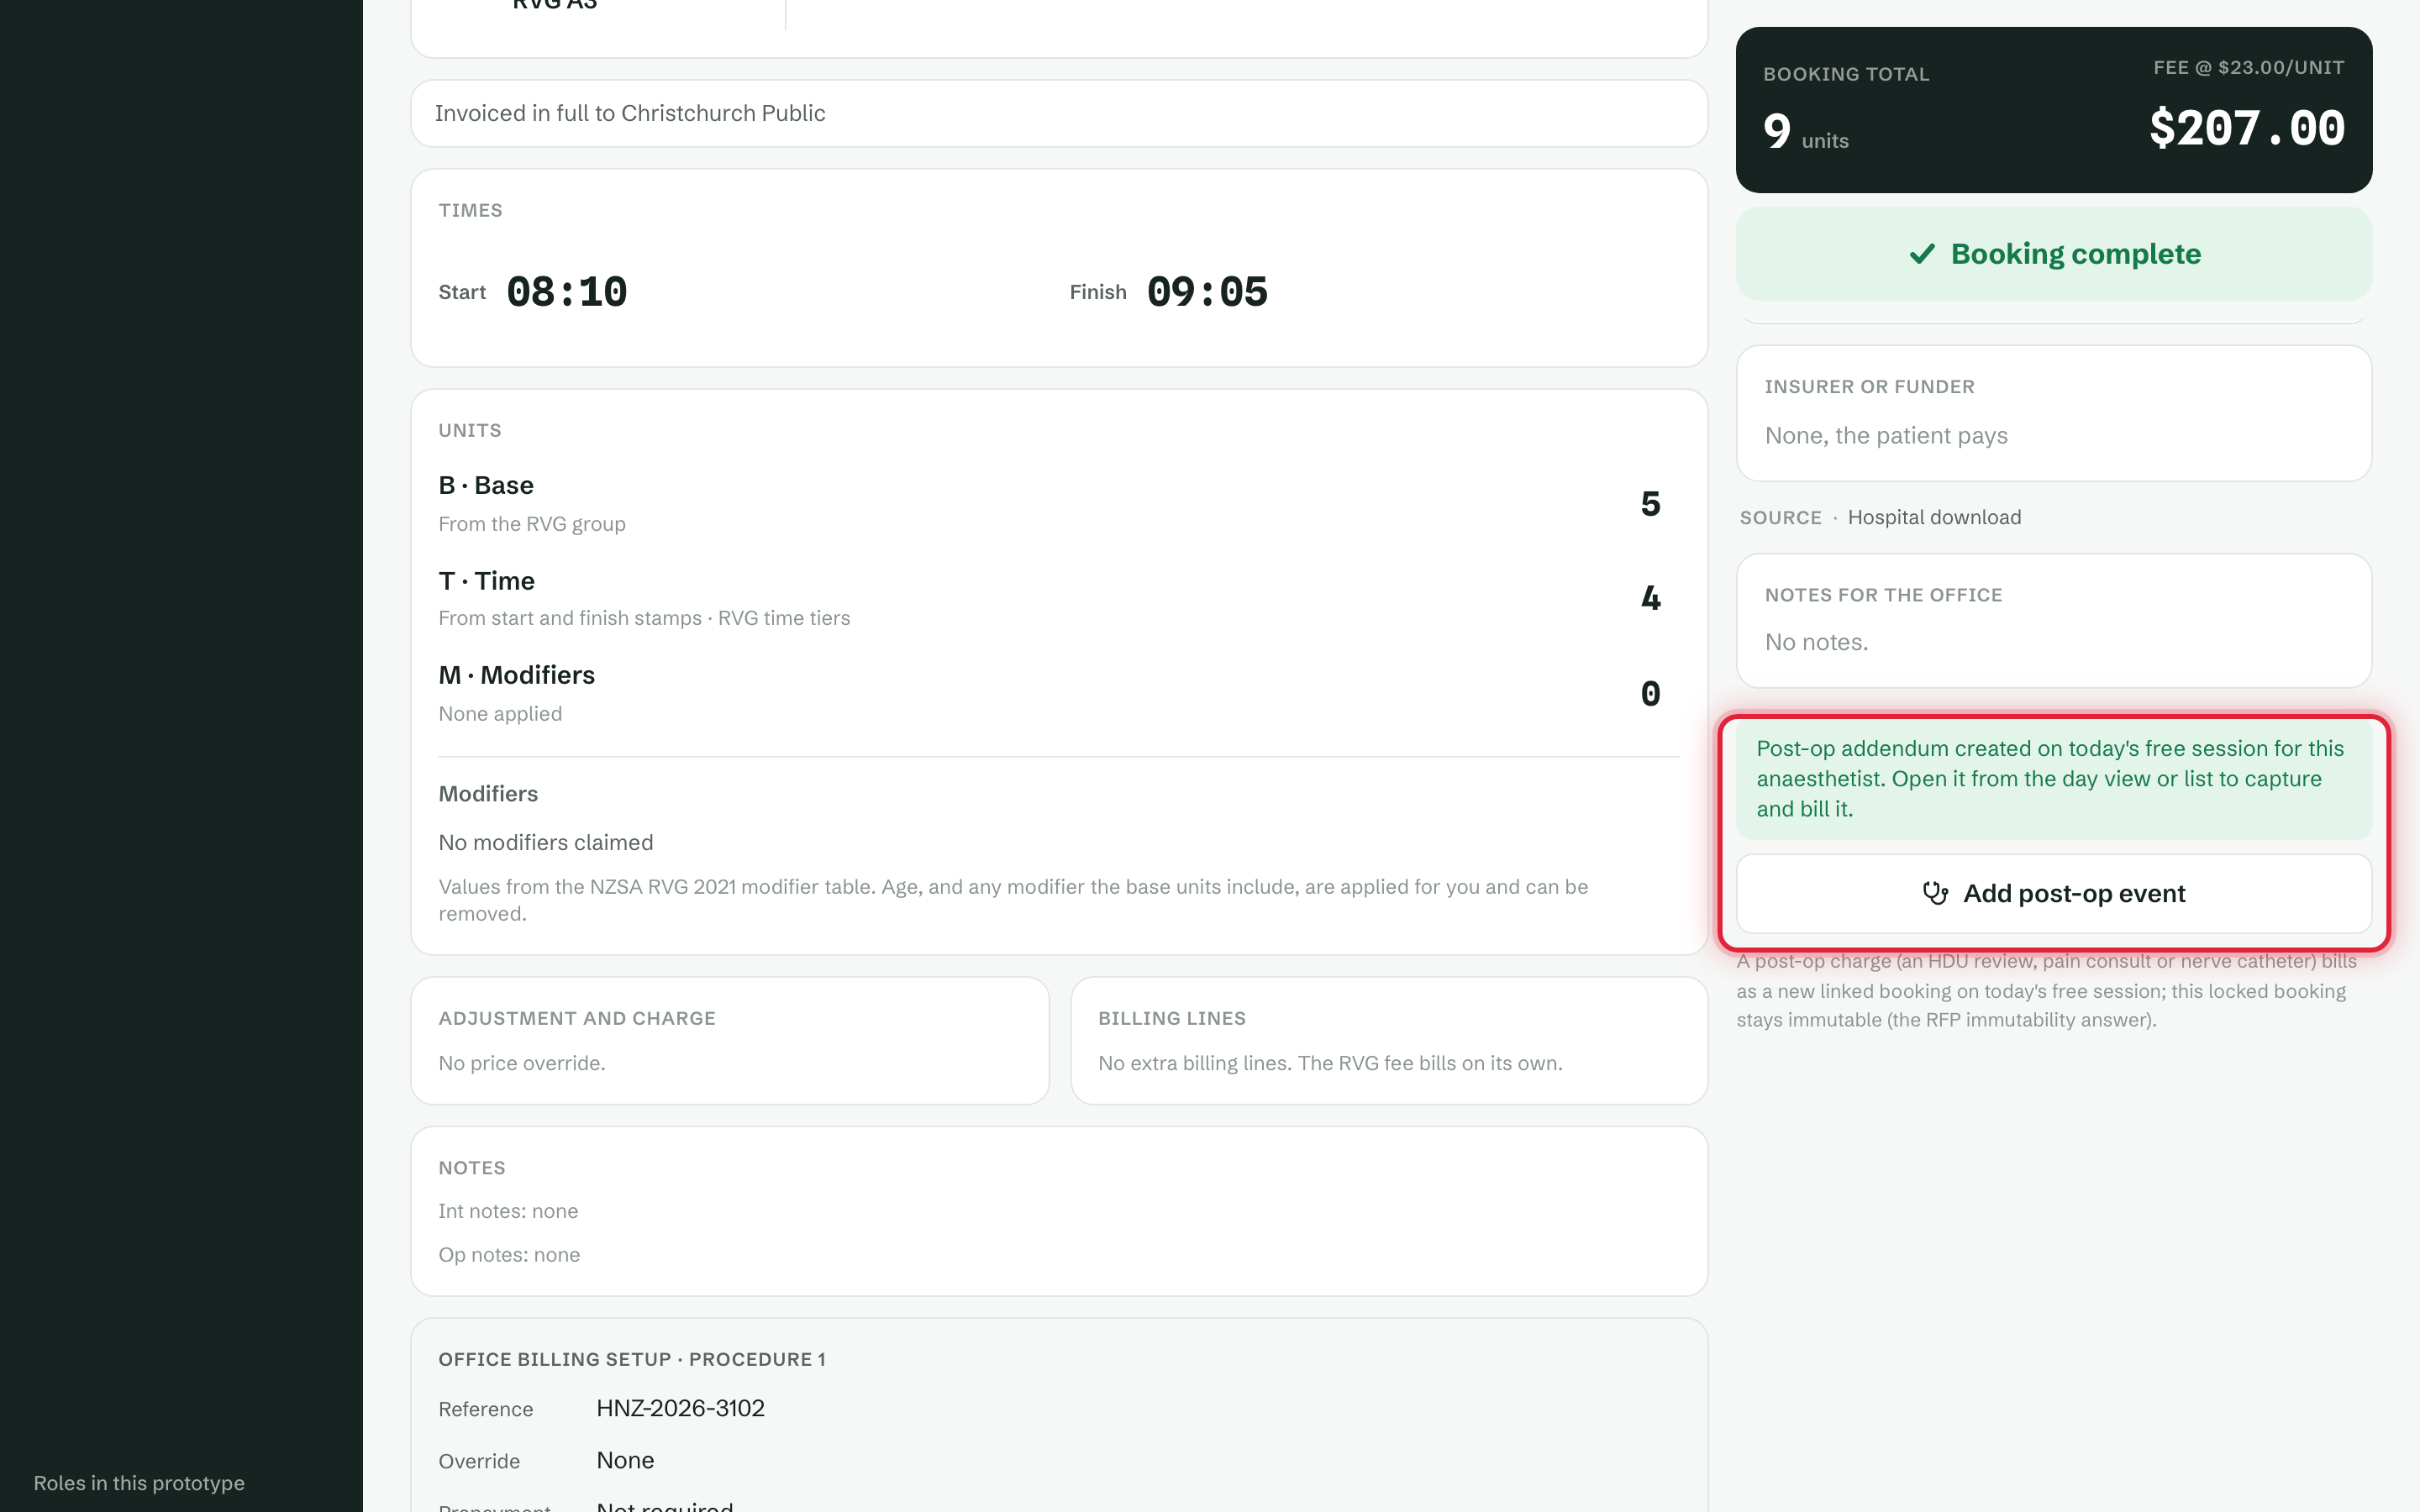 RVG A3
Invoiced in full to Christchurch Public
TIMES
Start 08:10
Finish 09:05
UNITS
B · Base
5
From the RVG group
T · Time
4
From start and finish stamps · RVG time tiers
M · Modifiers
0
None applied
Modifiers
No modifiers claimed
Values from the NZSA RVG 2021 modifier table. Age, and any modifier the base units include, are applied for you and can be
removed.
ADJUSTMENT AND CHARGE
No price override.
BILLING LINES
No extra billing lines. The RVG fee bills on its own.
NOTES
Int notes: none
Op notes: none
OFFICE BILLING SETUP · PROCEDURE 1
Reference HNZ-2026-3102
Override None
Prepayment Not required
BOOKING TOTAL
FEE @ $23.00/UNIT
9 units
$207.00
Booking complete
INSURER OR FUNDER
None, the patient pays
SOURCE · Hospital download
NOTES FOR THE OFFICE
No notes.
Post-op addendum created on today's free session for this
anaesthetist. Open it from the day view or list to capture
and bill it.
Add post-op event
A post-op charge (an HDU review, pain consult or nerve catheter) bills
as a new linked booking on today's free session; this locked booking
stays immutable (the RFP immutability answer).
Roles in this prototype